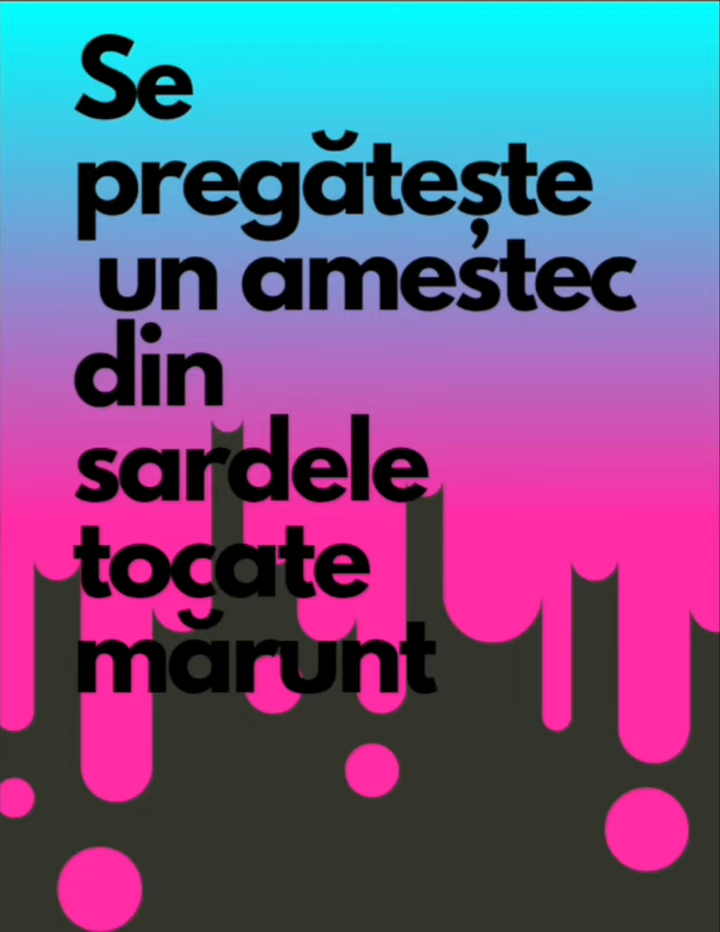 Se
pregătește
un amestec
din
sardele
tocate
mărunt